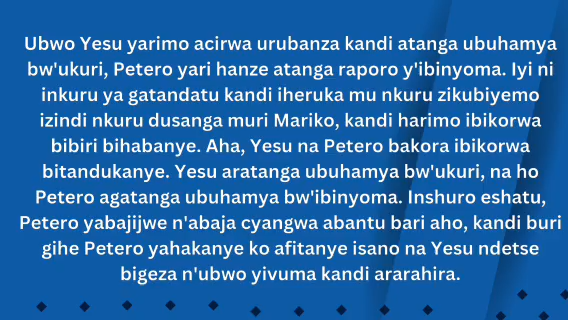 Ubwo Yesu yarimo acirwa urubanza kandi atanga ubuhamya
bw'ukuri, Petero yari hanze atanga raporo y'ibinyoma. Iyi ni
inkuru ya gatandatu kandi iheruka mu nkuru zikubiyemo
izindi nkuru dusanga muri Mariko, kandi harimo ibikorwa
bibiri bihabanye. Aha, Yesu na Petero bakora ibikorwa
bitandukanye. Yesu aratanga ubuhamya bw'ukuri, na ho
Petero agatanga ubuhamya bw'ibinyoma. Inshuro eshatu,
Petero yabajijwe n'abaja cyangwa abantu bari aho, kandi buri
gihe Petero yahakanye ko afitanye isano na Yesu ndetse
bigeza n'ubwo yivuma kandi ararahira.